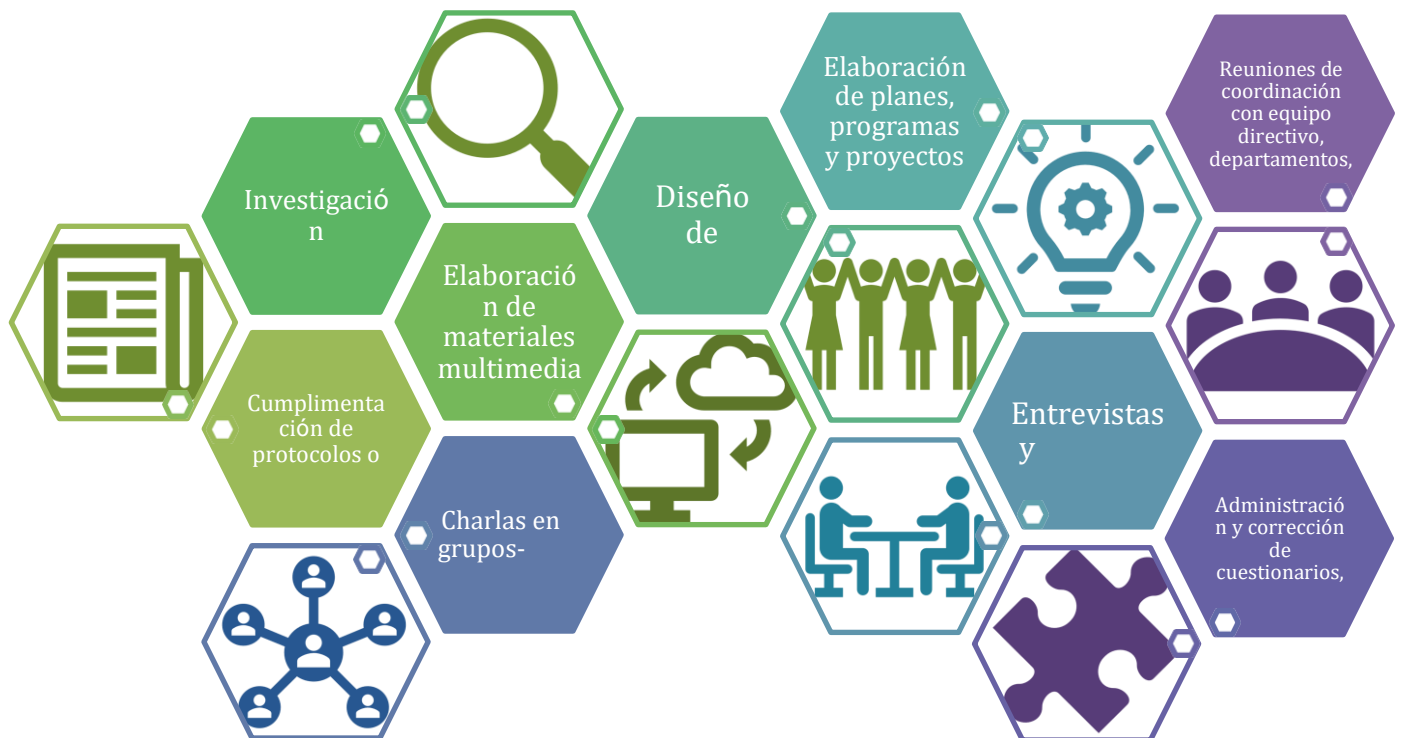 Investigació
n
Cumplimenta
ción de
protocolos o
Elaboració
n de
materiales
multimedia
Charlas en
grupos-
Diseño
de
Elaboración
de planes,
programas
y proyectos
Entrevistas
y
Reuniones de
coordinación
con equipo
directivo,
departamentos,
Administració
n y corrección
de
cuestionarios,